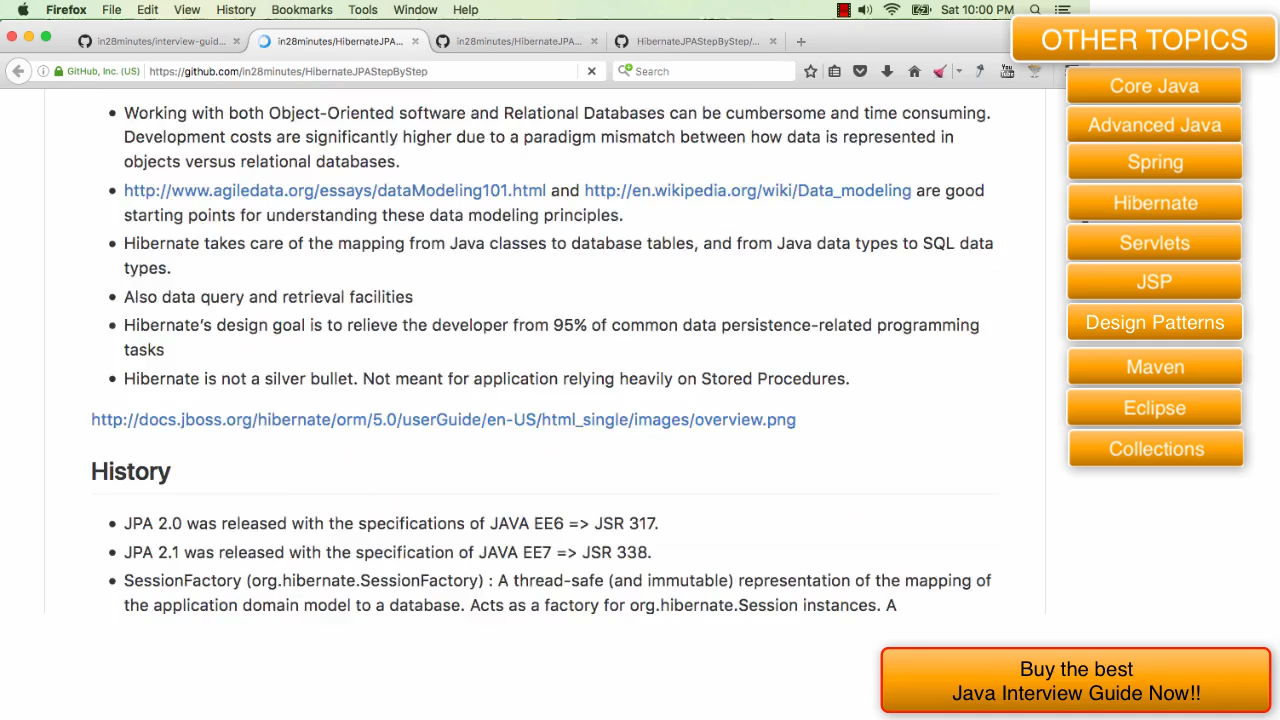 Firefox File Edit View History Bookmarks Tools Window Help Sat 10:00 PM
in28minutes/interview-guid... × in28minutes/HibernateJPA... × in28minutes/HibernateJPA... × HibernateJPAStepByStep/... × +
GitHub, Inc. (US) https://github.com/in28minutes/HibernateJPAStepByStep Search
OTHER TOPICS
Core Java
Advanced Java
Spring
Hibernate
Servlets
JSP
Design Patterns
Maven
Eclipse
Collections
• Working with both Object-Oriented software and Relational Databases can be cumbersome and time consuming.
Development costs are significantly higher due to a paradigm mismatch between how data is represented in
objects versus relational databases.
• http://www.agiledata.org/essays/dataModeling101.html and http://en.wikipedia.org/wiki/Data_modeling are good
starting points for understanding these data modeling principles.
• Hibernate takes care of the mapping from Java classes to database tables, and from Java data types to SQL data
types.
• Also data query and retrieval facilities
• Hibernate's design goal is to relieve the developer from 95% of common data persistence-related programming
tasks
• Hibernate is not a silver bullet. Not meant for application relying heavily on Stored Procedures.
http://docs.jboss.org/hibernate/orm/5.0/userGuide/en-US/html_single/images/overview.png
History
• JPA 2.0 was released with the specifications of JAVA EE6 => JSR 317.
• JPA 2.1 was released with the specification of JAVA EE7 => JSR 338.
• SessionFactory (org.hibernate.SessionFactory) : A thread-safe (and immutable) representation of the mapping of
the application domain model to a database. Acts as a factory for org.hibernate.Session instances. A
Buy the best
Java Interview Guide Now!!